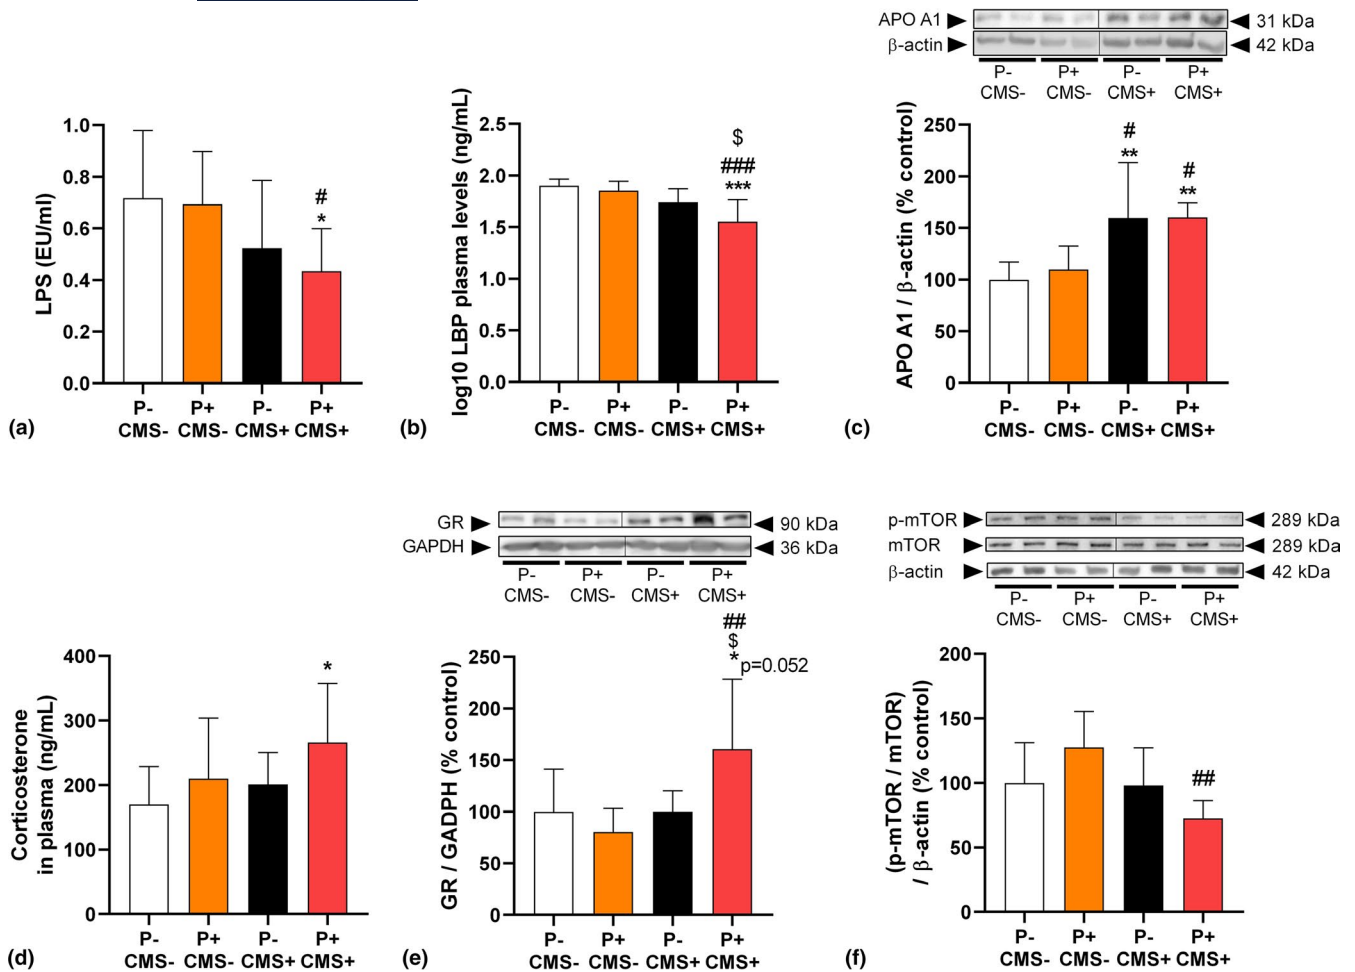 APO A1 31 kDa
β-actin 42 kDa
P- P+ P- P+
CMS- CMS- CMS+ CMS+
LPS (EU/ml)
1.0
0.8
0.6
0.4
0.2
0.0
#
*
P- P+ P- P+
CMS- CMS- CMS+ CMS+
(a)
log10 LBP plasma levels (ng/mL)
2.5
2.0
1.5
1.0
0.5
0.0
$
###
***
P- P+ P- P+
CMS- CMS- CMS+ CMS+
(b)
APO A1 / β-actin (% control)
250
200
150
100
50
0
# #
** **
P- P+ P- P+
CMS- CMS- CMS+ CMS+
(c)
Corticosterone
in plasma (ng/mL)
400
300
200
100
0
*
P- P+ P- P+
CMS- CMS- CMS+ CMS+
(d)
GR 90 kDa
GAPDH 36 kDa
P- P+ P- P+
CMS- CMS- CMS+ CMS+
GR / GADPH (% control)
250
200
150
100
50
0
##
$
* p=0.052
P- P+ P- P+
CMS- CMS- CMS+ CMS+
(e)
p-mTOR 289 kDa
mTOR 289 kDa
β-actin 42 kDa
P- P+ P- P+
CMS- CMS- CMS+ CMS+
(p-mTOR / mTOR)
/ β-actin (% control)
200
150
100
50
0
##
P- P+ P- P+
CMS- CMS- CMS+ CMS+
(f)